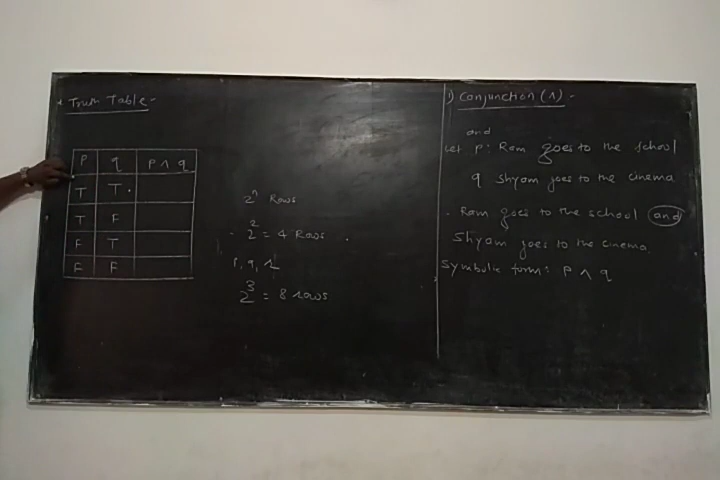 Truth Table -
P q P ∧ q
T T
T F
F T
F F
2ⁿ Rows
2² = 4 Rows
P, q, r
2³ = 8 rows
1) Conjunction (∧) -
and
Let P: Ram goes to the school
q shyam goes to the cinema
. Ram goes to the school and
Shyam goes to the cinema.
Symbolic form: P ∧ q